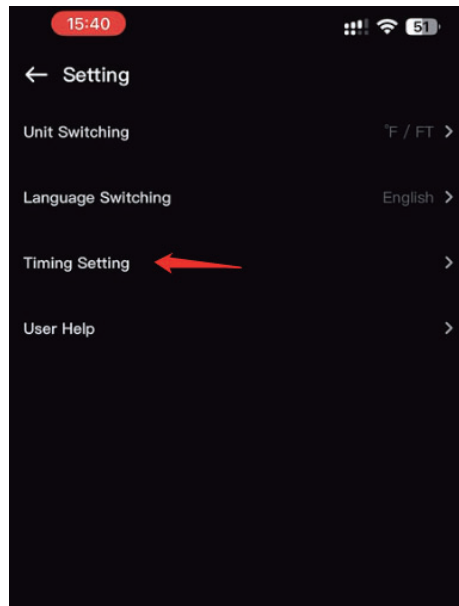 15:40
51
← Setting
Unit Switching °F / FT >
Language Switching English >
Timing Setting >
User Help >